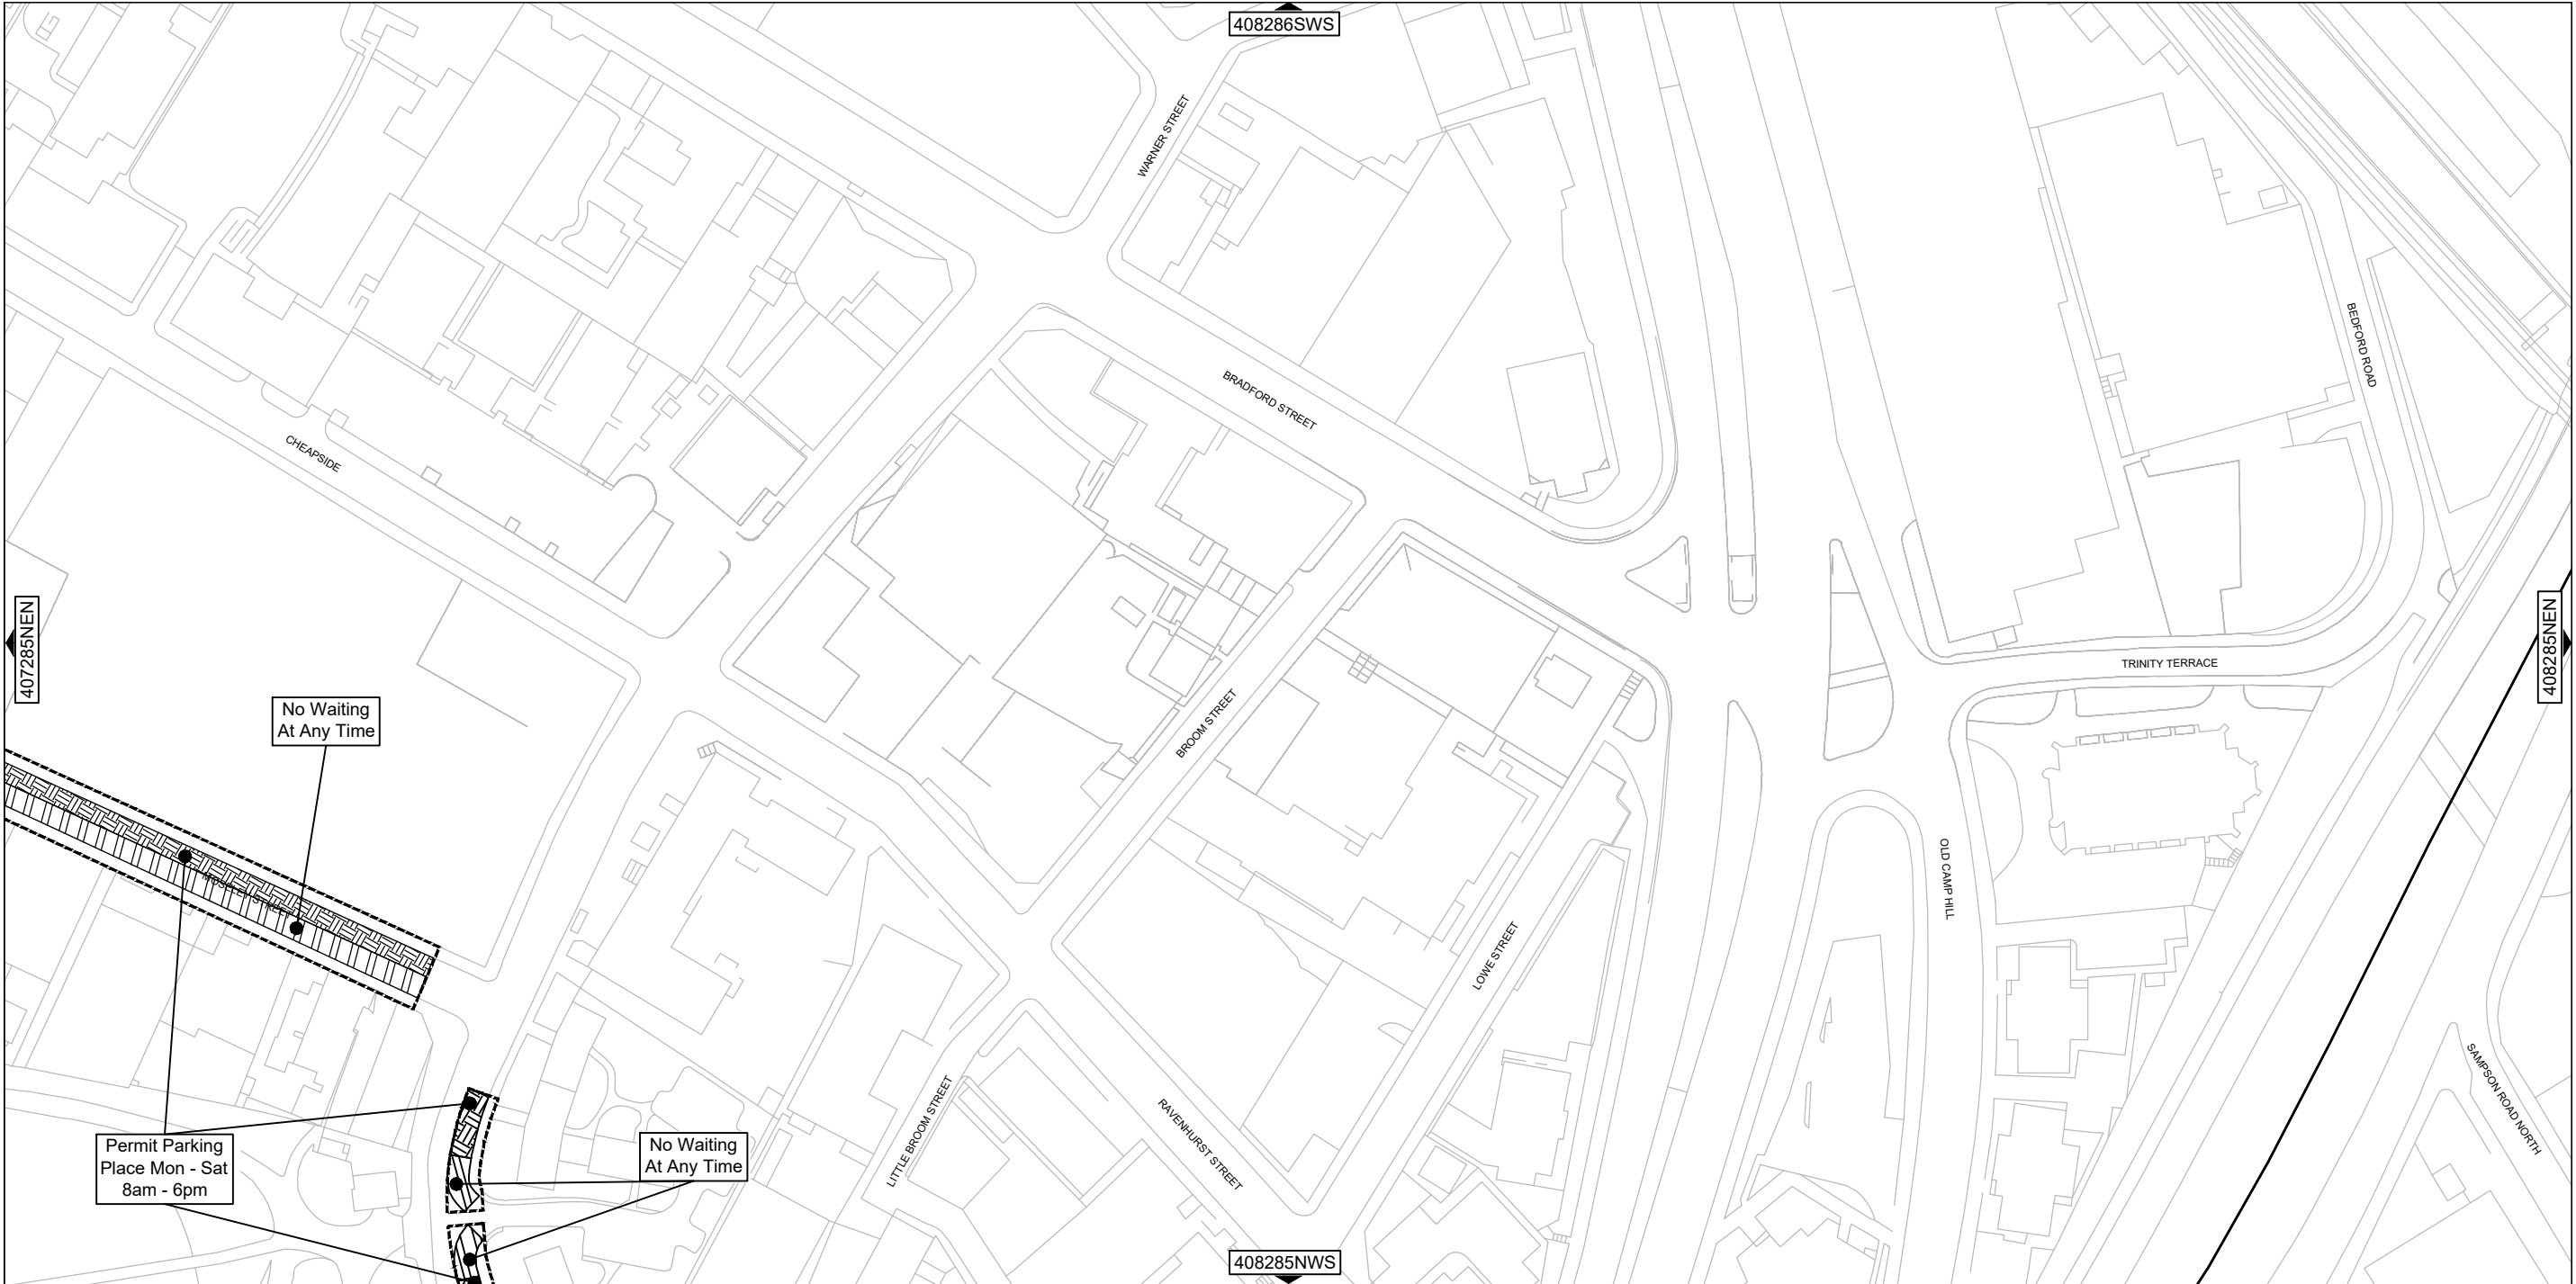 408286SWS
WARNER STREET
BRADFORD STREET
BEDFORD ROAD
CHEAPSIDE
407285NEN
408285NEN
TRINITY TERRACE
No Waiting
At Any Time
BROOM STREET
MOSELEY STREET
OLD CAMP HILL
LOWE STREET
SAMPSON ROAD NORTH
LITTLE BROOM STREET
RAVENHURST STREET
Permit Parking
Place Mon - Sat
8am - 6pm
No Waiting
At Any Time
408285NWS